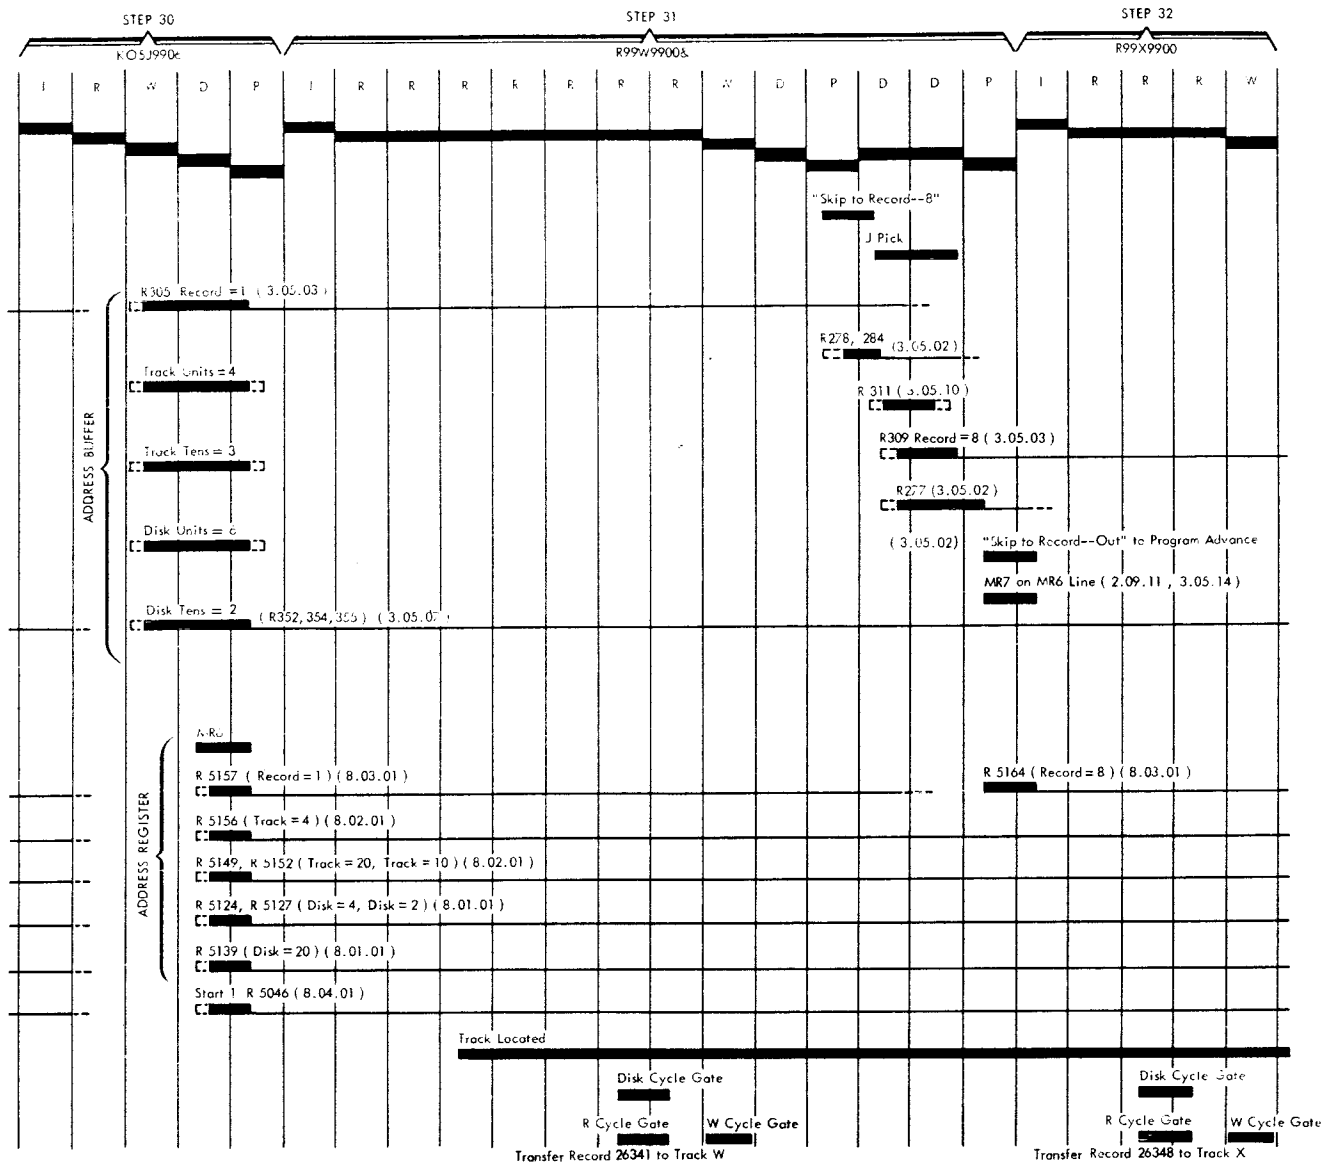 STEP 30
STEP 31
STEP 32
R99W9900&
R99X9900
I R W D P I R R R R R R R W D P D D P I R R R W
"Skip to Record--8"
J Pick
R305 Record = 1 ( 3.05.03 )
R278, 284 (3.05.02)
Track Units = 4
R 311 ( 3.05.10 )
R309 Record = 8 ( 3.05.03 )
Track Tens = 3
R277 (3.05.02)
ADDRESS BUFFER
Disk Units = 6
( 3.05.02)
"Skip to Record--Out" to Program Advance
MR7 on MR6 Line ( 2.09.11 , 3.05.14 )
Disk Tens = 2
( R352, 354, 355 ) ( 3.05.07 )
R 5157 ( Record = 1 ) ( 8.03.01 )
R 5164 ( Record = 8 ) ( 8.03.01 )
R 5156 ( Track = 4 ) ( 8.02.01 )
ADDRESS REGISTER
R 5149, R 5152 ( Track = 20, Track = 10 ) ( 8.02.01 )
R 5124, R 5127 ( Disk = 4, Disk = 2 ) ( 8.01.01 )
R 5139 ( Disk = 20 ) ( 8.01.01 )
Start 1 R 5046 ( 8.04.01 )
Track Located
Disk Cycle Gate
Disk Cycle Gate
R Cycle Gate
W Cycle Gate
R Cycle Gate
W Cycle Gate
Transfer Record 26341 to Track W
Transfer Record 26348 to Track X